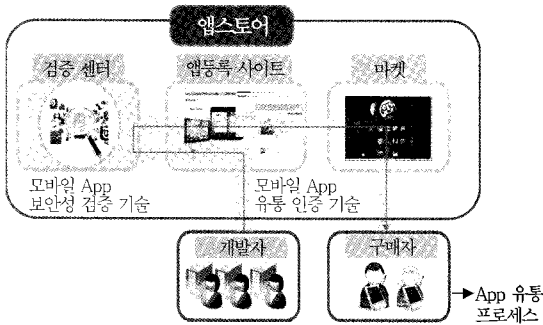 앱스토어
검증 센터
앱등록 사이트
마켓
모바일 App
보안성 검증 기술
모바일 App
유통 인증 기술
개발자
구매자
App 유통
프로세스